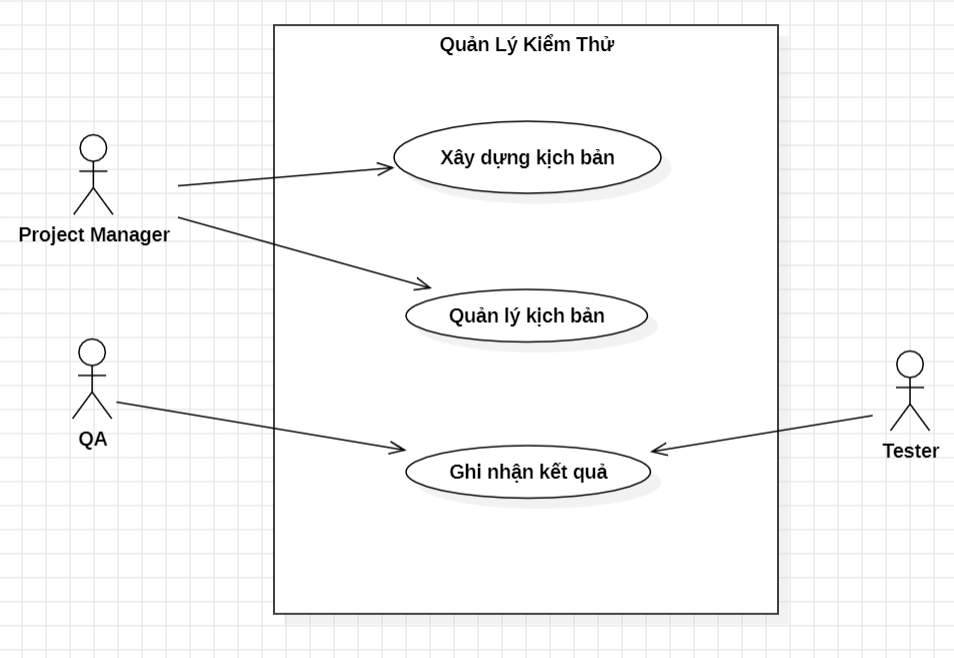 Quản Lý Kiểm Thử
Xây dựng kịch bản
Project Manager
Quản lý kịch bản
QA
Ghi nhận kết quả
Tester